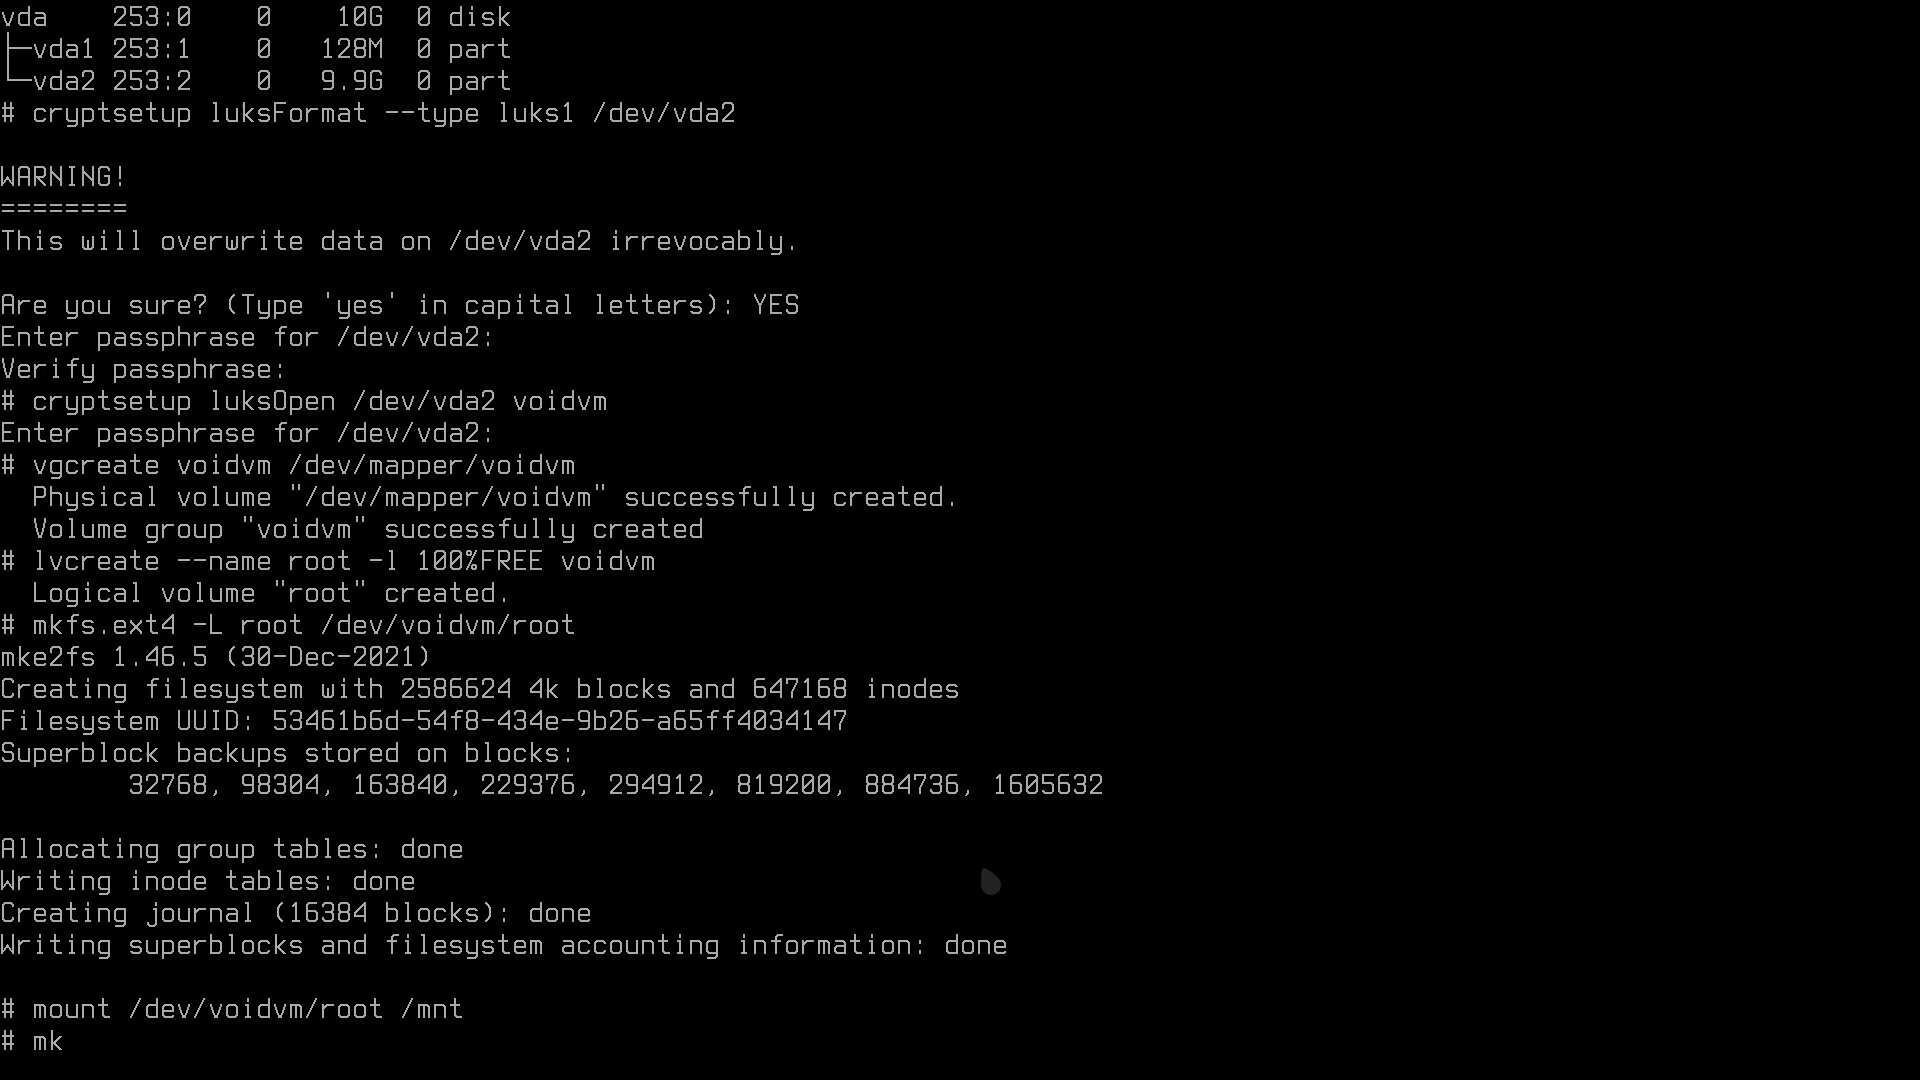 vda    253:0    0    10G  0 disk
├─vda1 253:1    0   128M  0 part
└─vda2 253:2    0   9.9G  0 part
# cryptsetup luksFormat --type luks1 /dev/vda2

WARNING!
========
This will overwrite data on /dev/vda2 irrevocably.

Are you sure? (Type 'yes' in capital letters): YES
Enter passphrase for /dev/vda2:
Verify passphrase:
# cryptsetup luksOpen /dev/vda2 voidvm
Enter passphrase for /dev/vda2:
# vgcreate voidvm /dev/mapper/voidvm
  Physical volume "/dev/mapper/voidvm" successfully created.
  Volume group "voidvm" successfully created
# lvcreate --name root -l 100%FREE voidvm
  Logical volume "root" created.
# mkfs.ext4 -L root /dev/voidvm/root
mke2fs 1.46.5 (30-Dec-2021)
Creating filesystem with 2586624 4k blocks and 647168 inodes
Filesystem UUID: 53461b6d-54f8-434e-9b26-a65ff4034147
Superblock backups stored on blocks:
        32768, 98304, 163840, 229376, 294912, 819200, 884736, 1605632

Allocating group tables: done
Writing inode tables: done
Creating journal (16384 blocks): done
Writing superblocks and filesystem accounting information: done

# mount /dev/voidvm/root /mnt
# mk